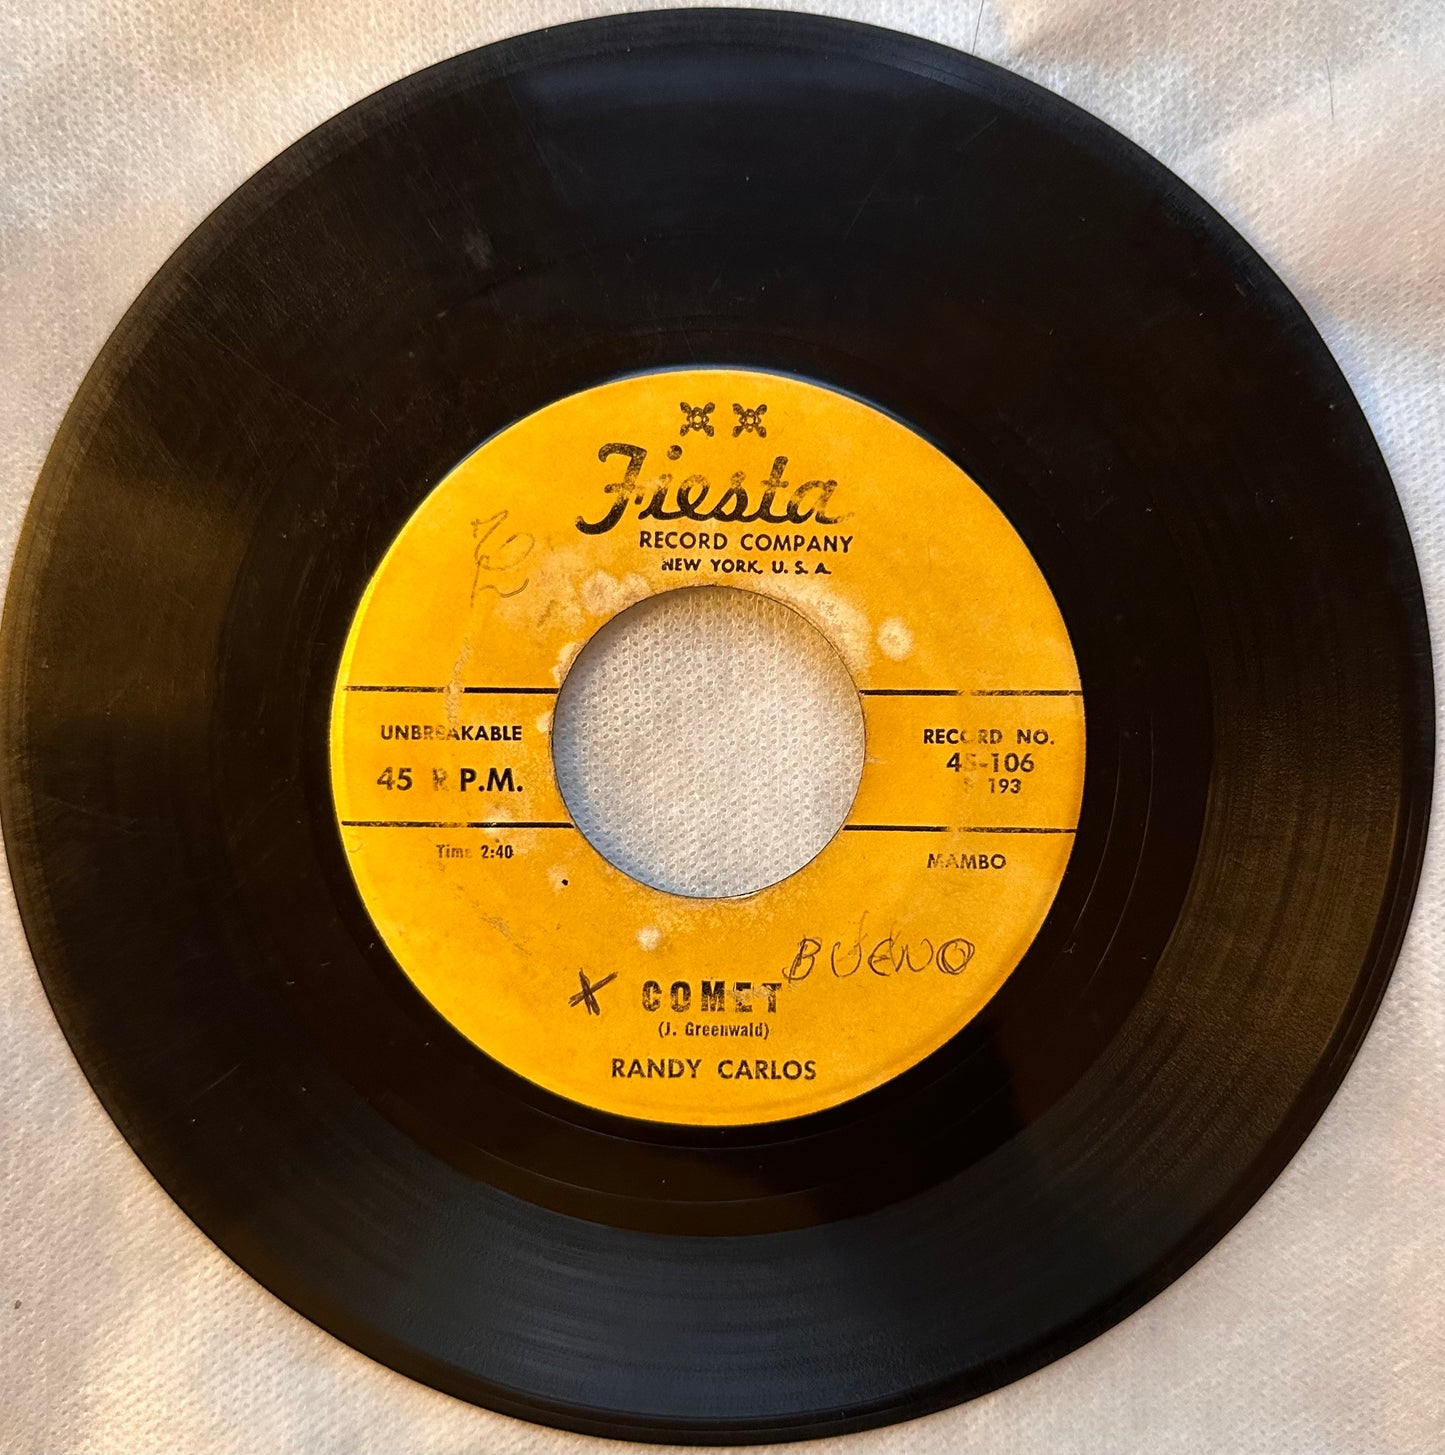 Fiesta
RECORD COMPANY
NEW YORK, U. S. A.
UNBREAKABLE
45 R.P.M.
RECORD NO.
45-106
193
Time 2:40
MAMBO
BUENO
X COMET
(J. Greenwald)
RANDY CARLOS